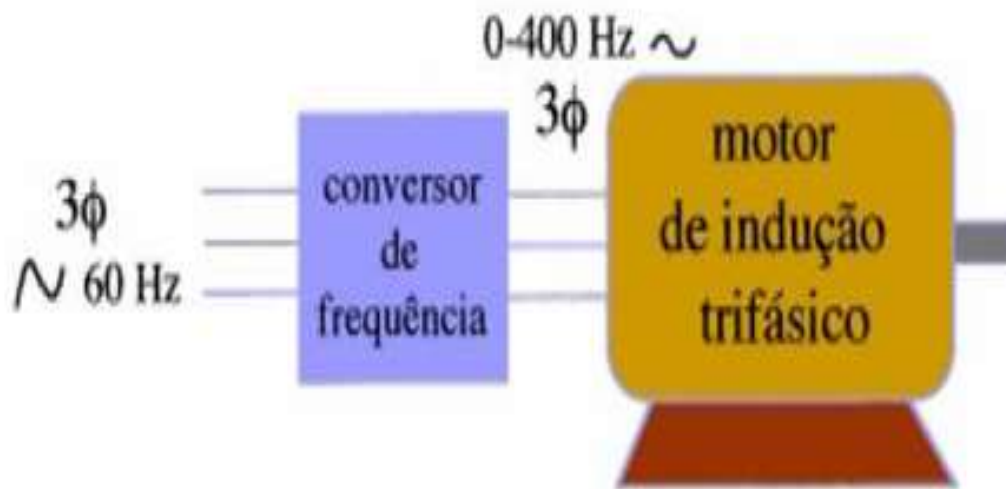 0-400 Hz ~
3ϕ
3ϕ
~ 60 Hz
conversor
de
frequência
motor
de indução
trifásico